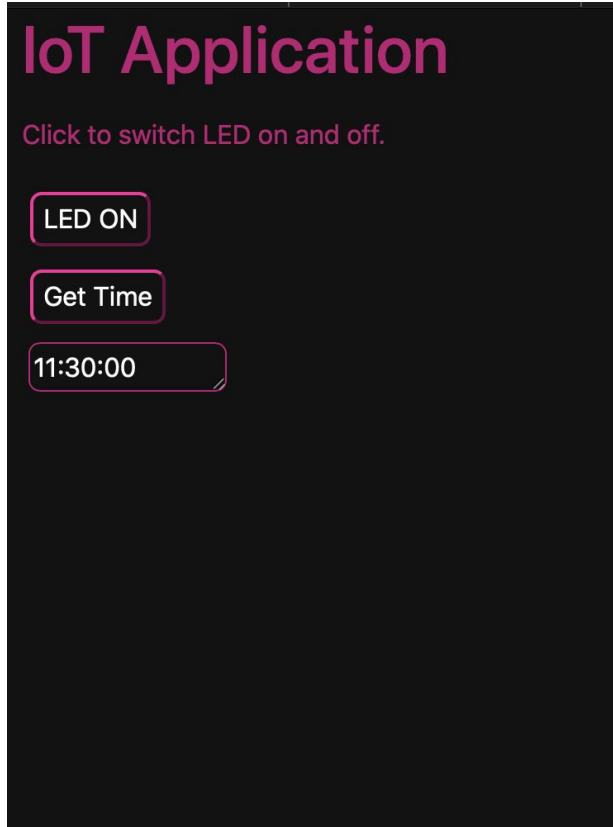 IoT Application
Click to switch LED on and off.
LED ON
Get Time
11:30:00